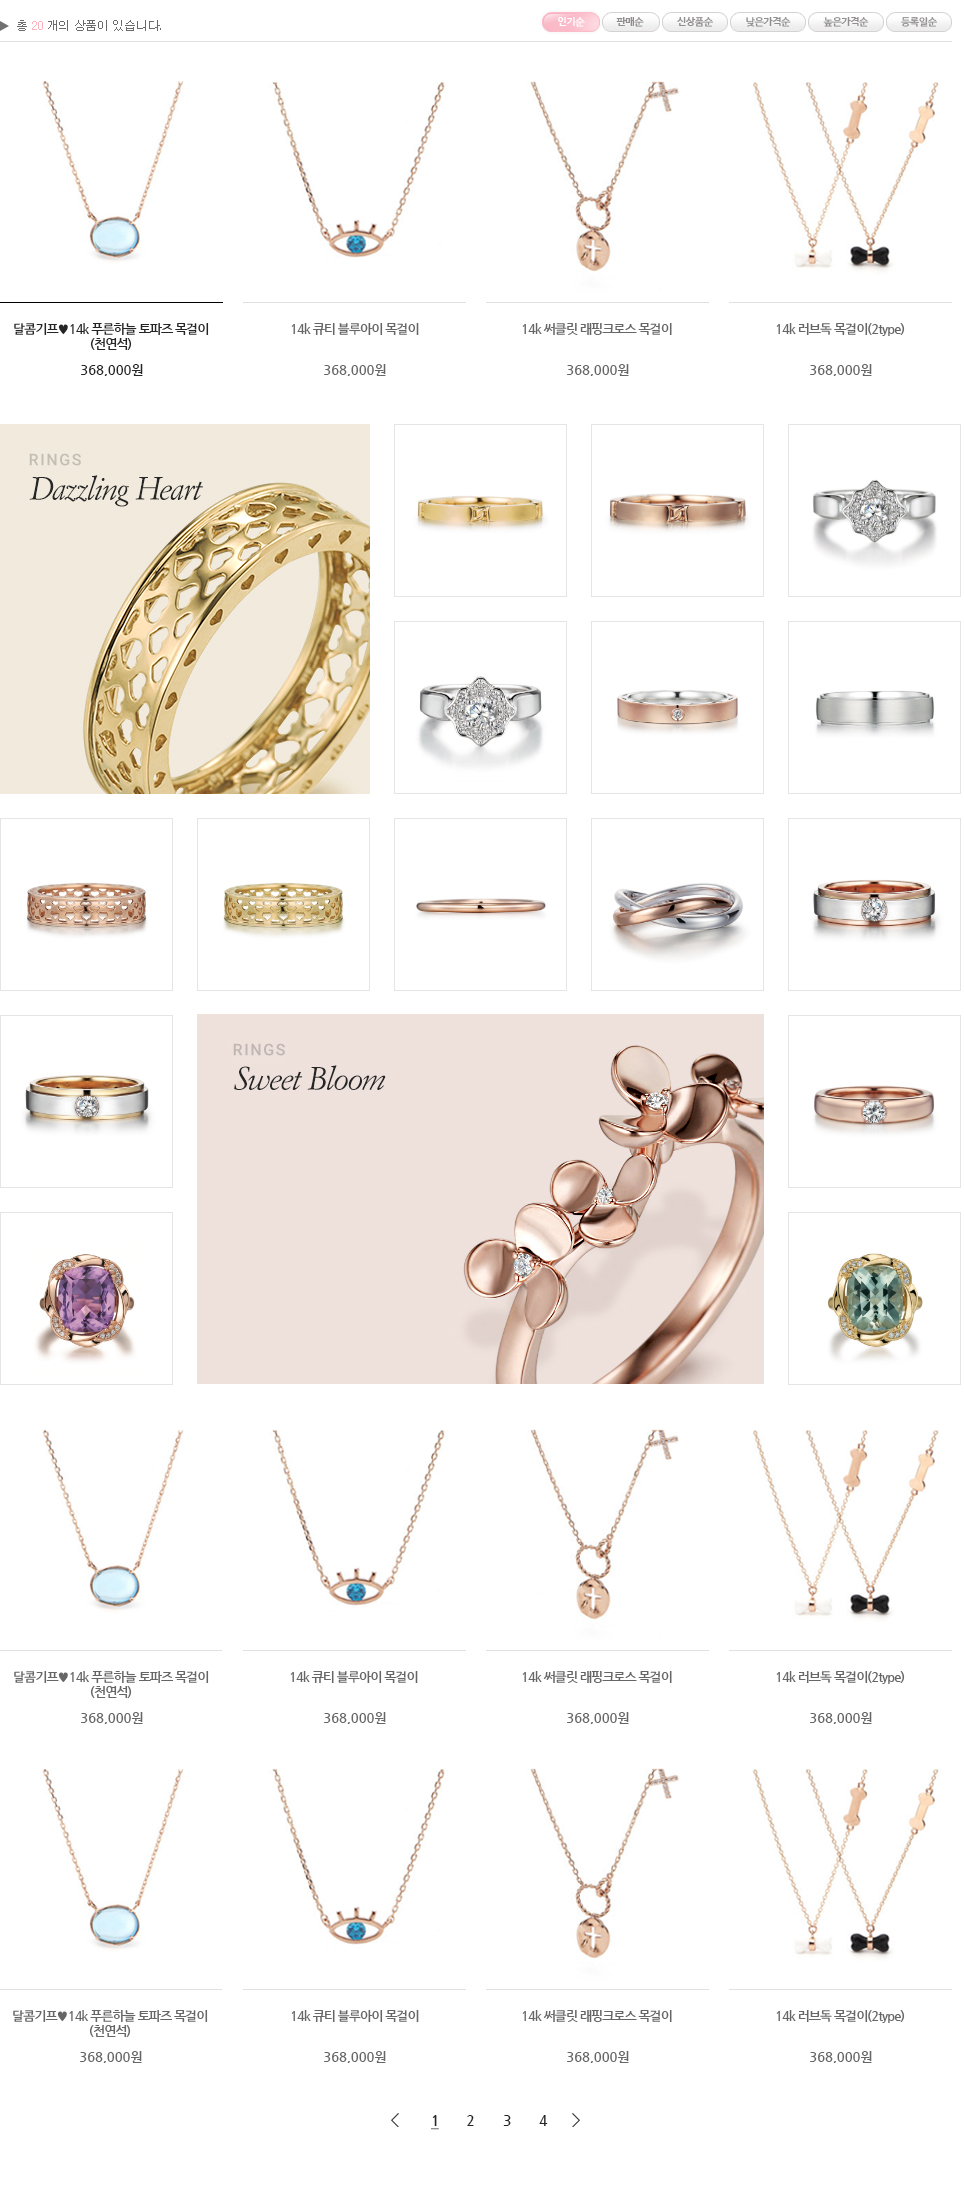 ▶ 총 20 개의 상품이 있습니다.
인기순 판매순 신상품순 낮은가격순 높은가격순 등록일순
달콤기프♥14k 푸른하늘 토파즈 목걸이
(천연석)
368,000원
14k 큐티 블루아이 목걸이
368,000원
14k 써클릿 래핑크로스 목걸이
368,000원
14k 러브독 목걸이(2type)
368,000원
RINGS
Dazzling Heart
RINGS
Sweet Bloom
달콤기프♥14k 푸른하늘 토파즈 목걸이
(천연석)
368,000원
14k 큐티 블루아이 목걸이
368,000원
14k 써클릿 래핑크로스 목걸이
368,000원
14k 러브독 목걸이(2type)
368,000원
달콤기프♥14k 푸른하늘 토파즈 목걸이
(천연석)
368,000원
14k 큐티 블루아이 목걸이
368,000원
14k 써클릿 래핑크로스 목걸이
368,000원
14k 러브독 목걸이(2type)
368,000원
< 1 2 3 4 >